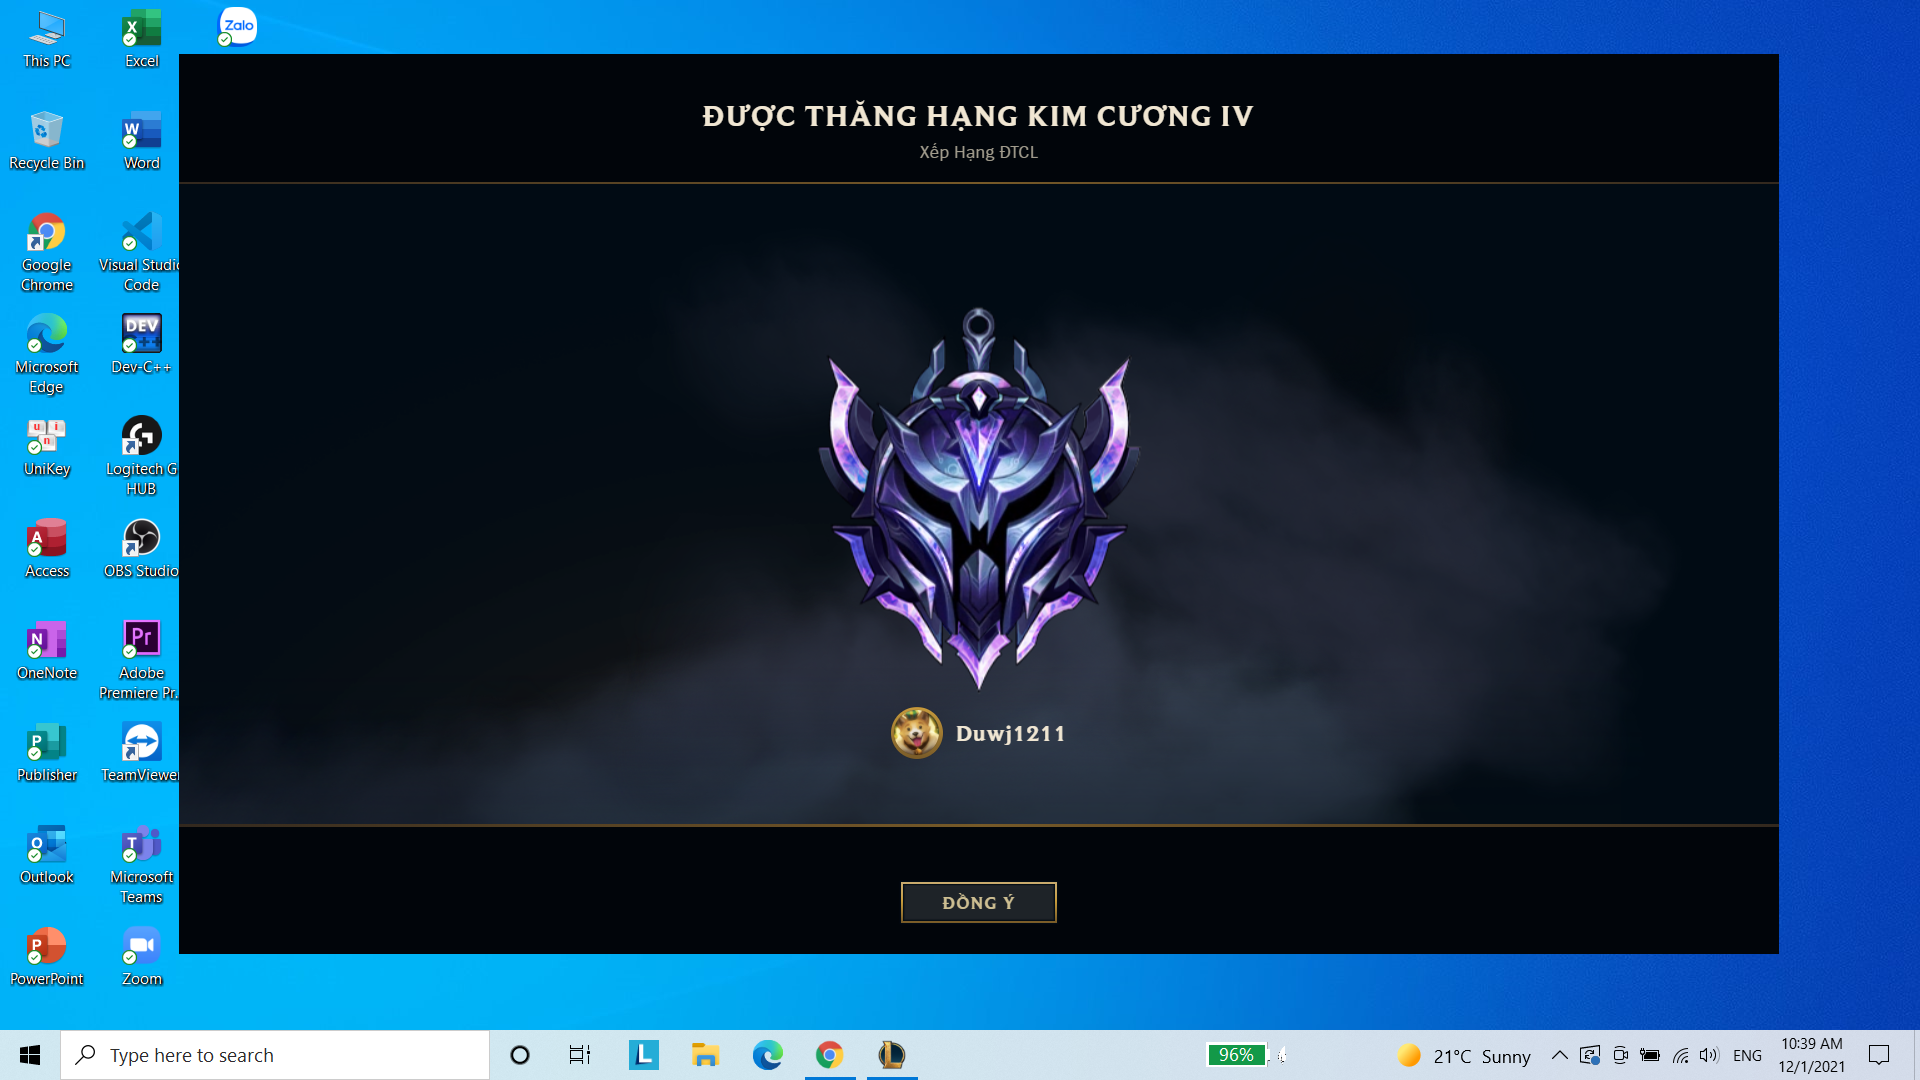 This PC
Excel
Zalo
Recycle Bin
Word
Google
Chrome
Visual Studio
Code
Microsoft
Edge
DEV
Dev-C++
UniKey
Logitech G
HUB
Access
OBS Studio
OneNote
Pr
Adobe
Premiere Pr...
Publisher
TeamViewer
Outlook
Microsoft
Teams
PowerPoint
Zoom
ĐƯỢC THĂNG HẠNG KIM CƯƠNG IV
Xếp Hạng ĐTCL
Duwj1211
ĐỒNG Ý
Type here to search
L
96%
21°C Sunny
ENG
10:39 AM
12/1/2021